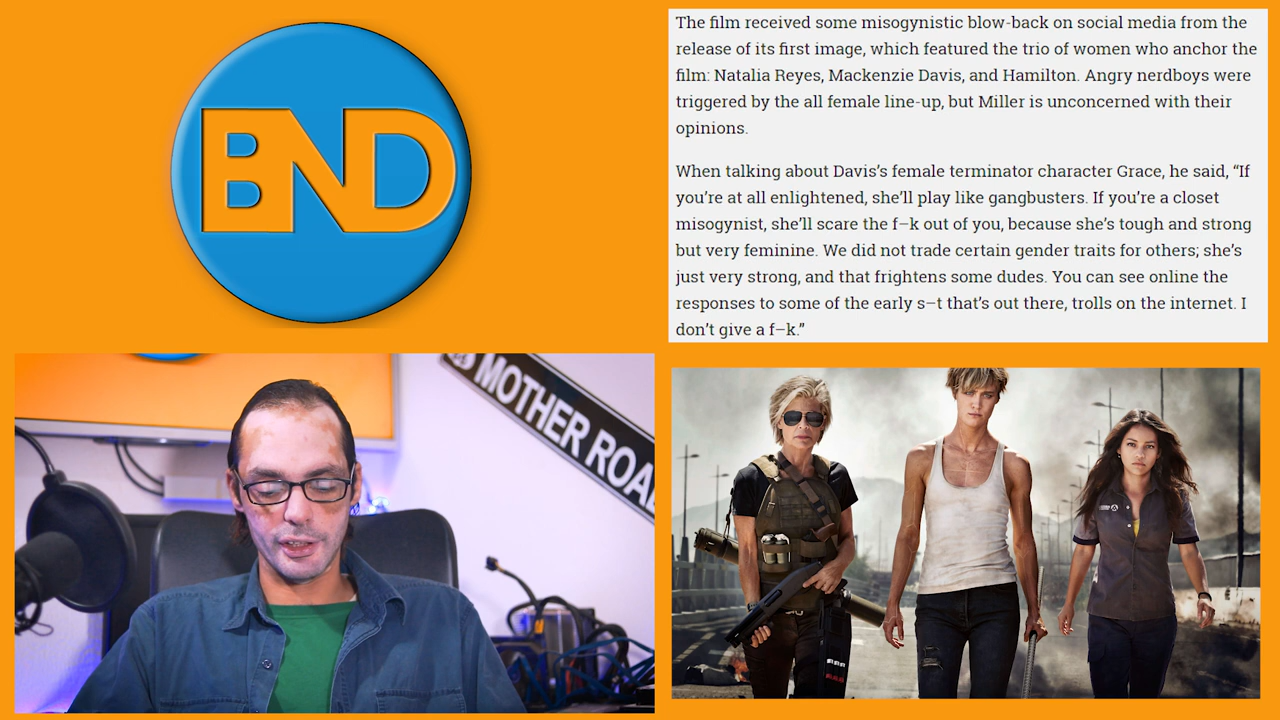 BND
The film received some misogynistic blow-back on social media from the
release of its first image, which featured the trio of women who anchor the
film: Natalia Reyes, Mackenzie Davis, and Hamilton. Angry nerdboys were
triggered by the all female line-up, but Miller is unconcerned with their
opinions.
When talking about Davis’s female terminator character Grace, he said, “If
you’re at all enlightened, she’ll play like gangbusters. If you’re a closet
misogynist, she’ll scare the f–k out of you, because she’s tough and strong
but very feminine. We did not trade certain gender traits for others; she’s
just very strong, and that frightens some dudes. You can see online the
responses to some of the early s–t that’s out there, trolls on the internet. I
don’t give a f–k.”
MOTHER ROA